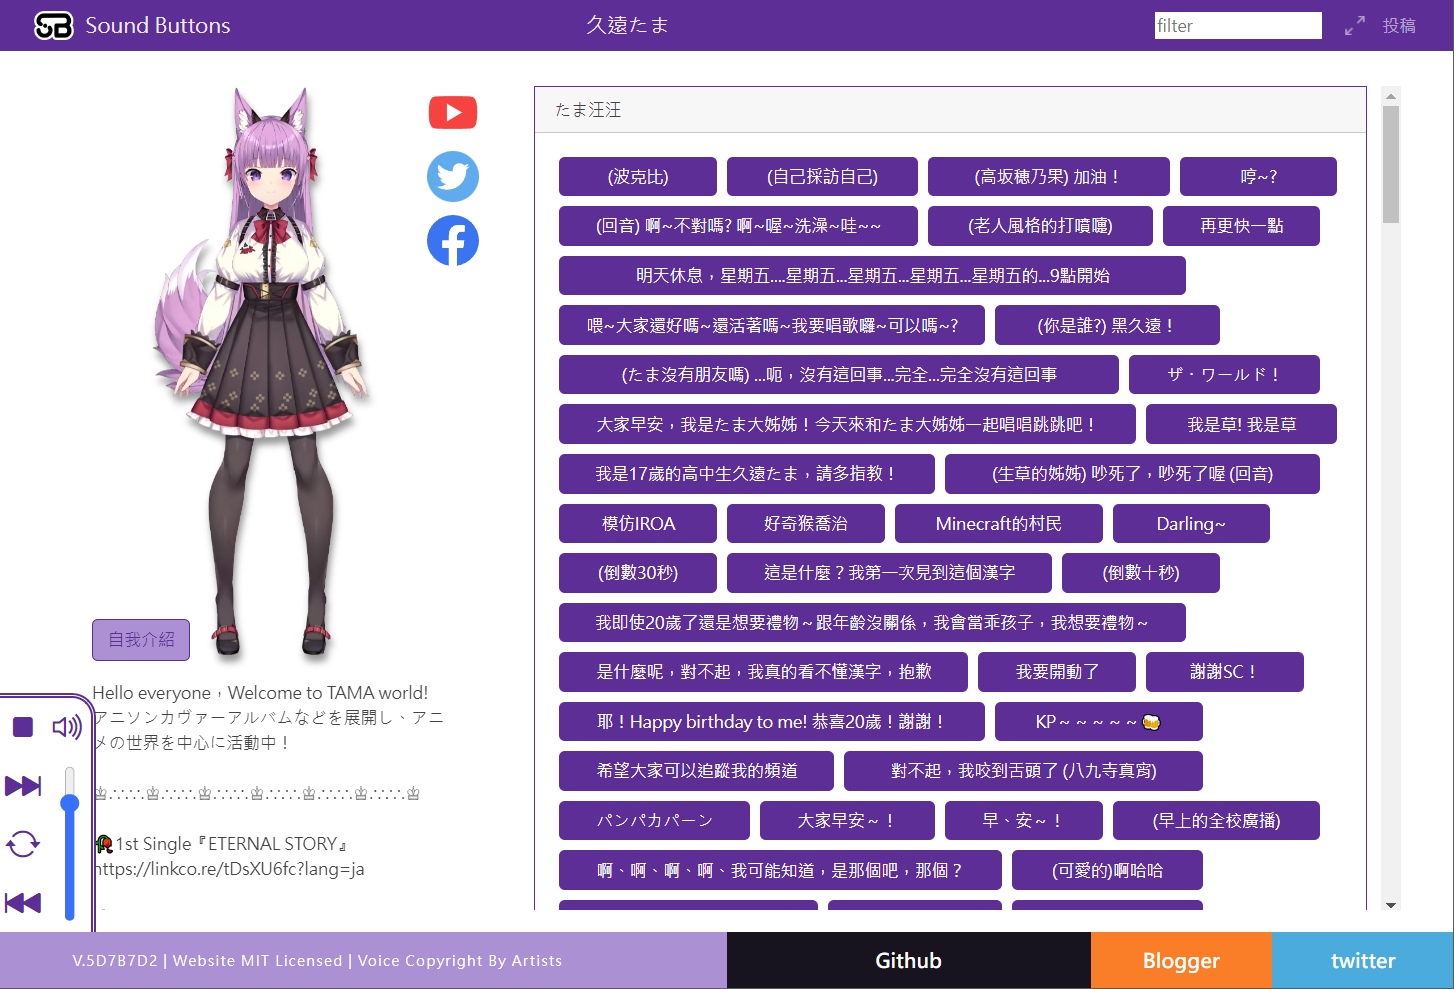 SB Sound Buttons
久遠たま
filter
投稿
自我介紹
Hello everyone，Welcome to TAMA world!
アニソンカヴァーアルバムなどを展開し、アニ
メの世界を中心に活動中！
♕.∴∵.♕.∴∵.♕.∴∵.♕.∴∵.♕.∴∵.♕.∴∵.♕
🥀1st Single『ETERNAL STORY』
https://linkco.re/tDsXU6fc?lang=ja
たま汪汪
(波克比)
(自己採訪自己)
(高坂穂乃果) 加油！
哼~?
(回音) 啊~不對嗎? 啊~喔~洗澡~哇~~
(老人風格的打噴嚏)
再更快一點
明天休息，星期五....星期五...星期五...星期五...星期五的...9點開始
喂~大家還好嗎~還活著嗎~我要唱歌囉~可以嗎~?
(你是誰?) 黑久遠！
(たま沒有朋友嗎) ...呃，沒有這回事...完全...完全沒有這回事
ザ・ワールド！
大家早安，我是たま大姊姊！今天來和たま大姊姊一起唱唱跳跳吧！
我是草! 我是草
我是17歲的高中生久遠たま，請多指教！
(生草的姊姊) 吵死了，吵死了喔 (回音)
模仿IROA
好奇猴喬治
Minecraft的村民
Darling~
(倒數30秒)
這是什麼？我第一次見到這個漢字
(倒數十秒)
我即使20歲了還是想要禮物～跟年齡沒關係，我會當乖孩子，我想要禮物～
是什麼呢，對不起，我真的看不懂漢字，抱歉
我要開動了
謝謝SC！
耶！Happy birthday to me! 恭喜20歲！謝謝！
KP～～～～～🍻
希望大家可以追蹤我的頻道
對不起，我咬到舌頭了 (八九寺真宵)
パンパカパーン
大家早安～！
早、安～！
(早上的全校廣播)
啊、啊、啊、啊、我可能知道，是那個吧，那個？
(可愛的)啊哈哈
V.5D7B7D2 | Website MIT Licensed | Voice Copyright By Artists
Github
Blogger
twitter